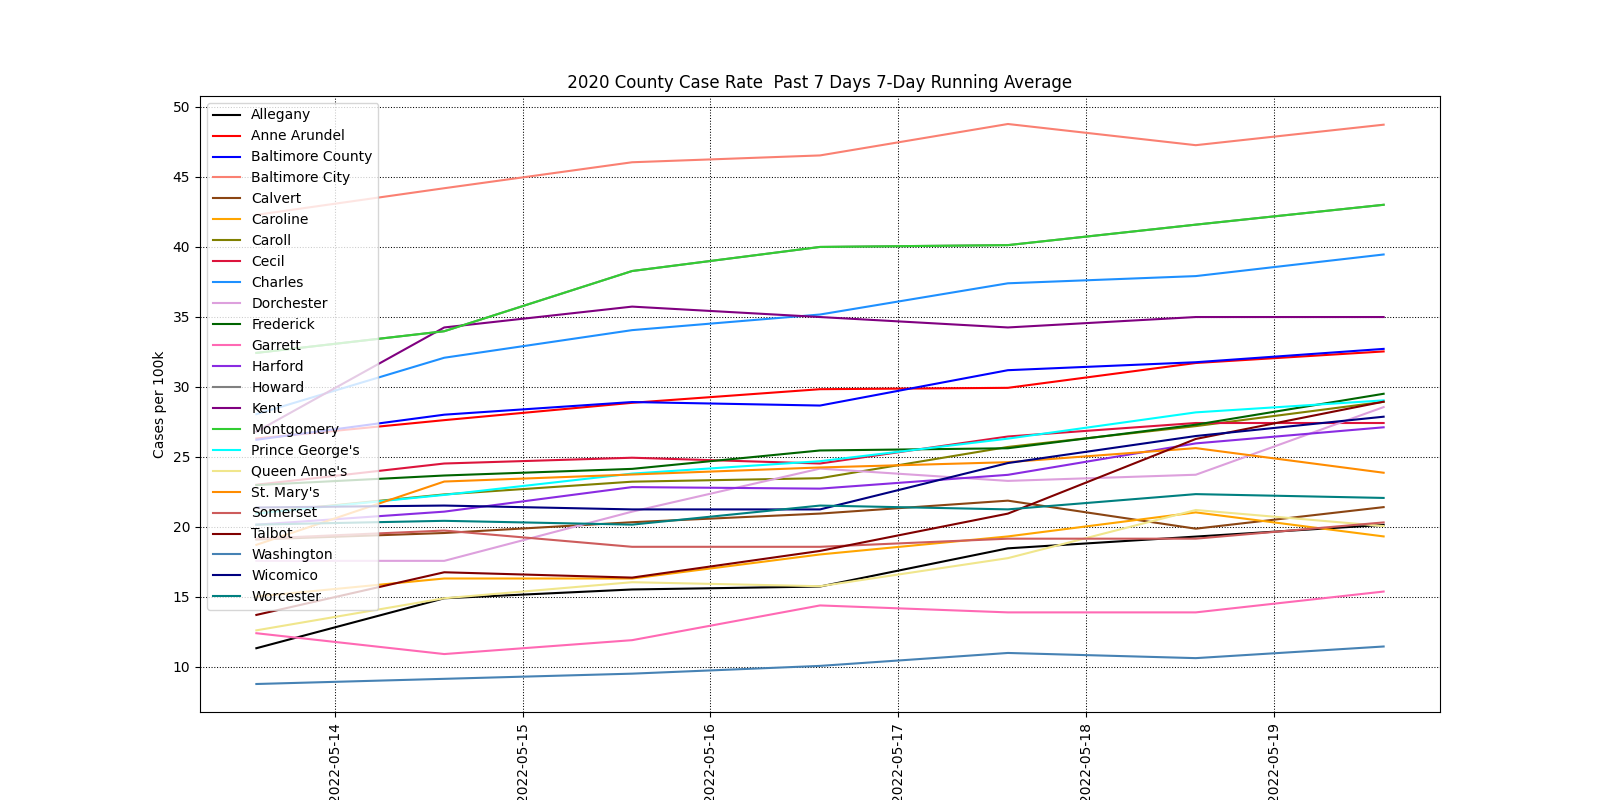 2020 County Case Rate  Past 7 Days 7-Day Running Average
Cases per 100k
50
45
40
35
30
25
20
15
10
Allegany
Anne Arundel
Baltimore County
Baltimore City
Calvert
Caroline
Caroll
Cecil
Charles
Dorchester
Frederick
Garrett
Harford
Howard
Kent
Montgomery
Prince George's
Queen Anne's
St. Mary's
Somerset
Talbot
Washington
Wicomico
Worcester
2022-05-14
2022-05-15
2022-05-16
2022-05-17
2022-05-18
2022-05-19